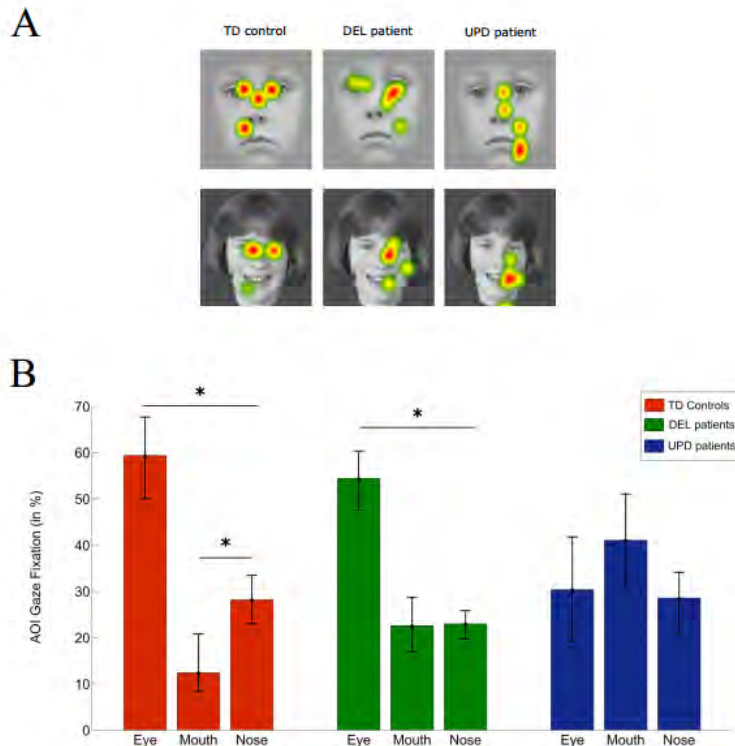 A
TD control DEL patient UPD patient
B
AOI Gaze Fixation (in %)
70
60
50
40
30
20
10
0
* * *
TD Controls
DEL patients
UPD patients
Eye Mouth Nose Eye Mouth Nose Eye Mouth Nose